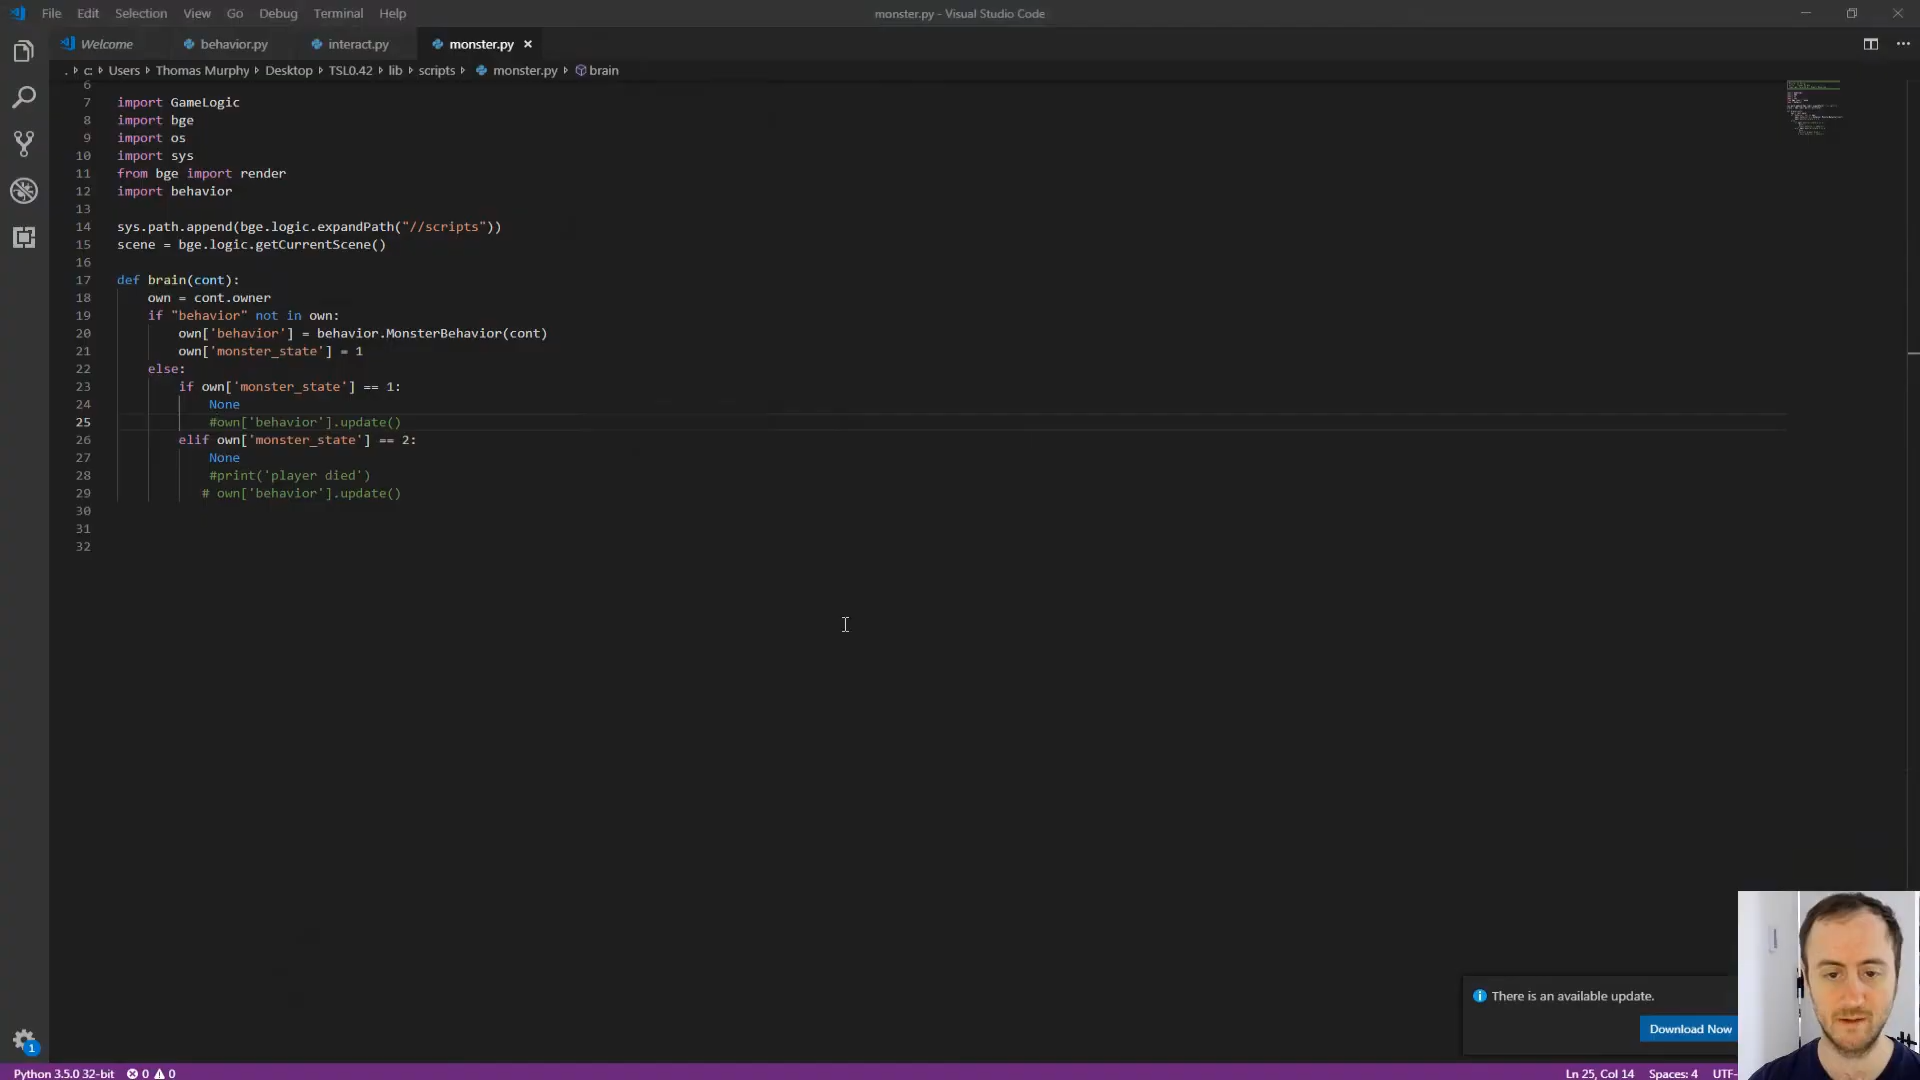 File Edit Selection View Go Debug Terminal Help
monster.py - Visual Studio Code
Welcome behavior.py interact.py monster.py ×
. > c: > Users > Thomas Murphy > Desktop > TSL0.42 > lib > scripts > monster.py > brain
6
7 import GameLogic
8 import bge
9 import os
10 import sys
11 from bge import render
12 import behavior
13
14 sys.path.append(bge.logic.expandPath("//scripts"))
15 scene = bge.logic.getCurrentScene()
16
17 def brain(cont):
18 own = cont.owner
19 if "behavior" not in own:
20 own['behavior'] = behavior.MonsterBehavior(cont)
21 own['monster_state'] = 1
22 else:
23 if own['monster_state'] == 1:
24 None
25 #own['behavior'].update()
26 elif own['monster_state'] == 2:
27 None
28 #print('player died')
29 # own['behavior'].update()
30
31
32
There is an available update.
Download Now
1
Python 3.5.0 32-bit 0 0
Ln 25, Col 14 Spaces: 4 UTF-